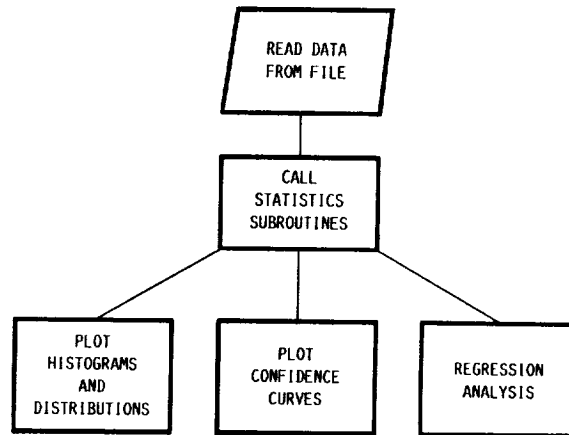 READ DATA
FROM FILE
CALL
STATISTICS
SUBROUTINES
PLOT
HISTOGRAMS
AND
DISTRIBUTIONS
PLOT
CONFIDENCE
CURVES
REGRESSION
ANALYSIS